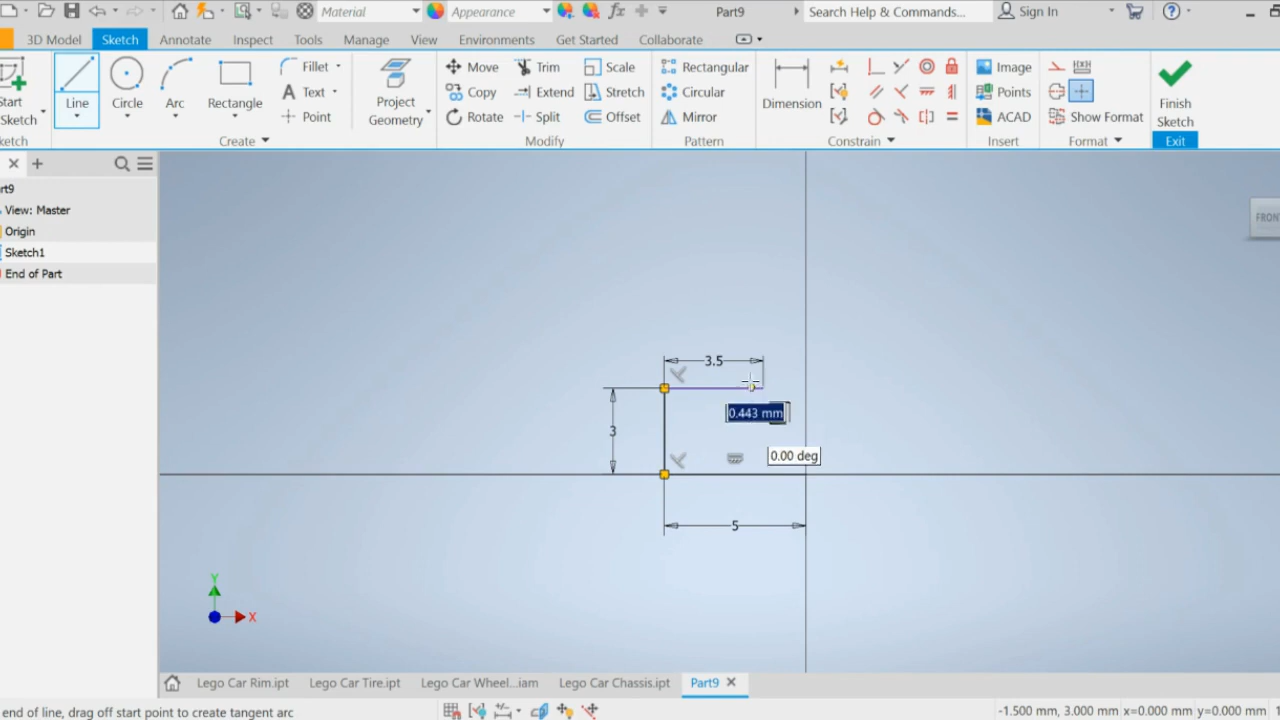 Material
Appearance
Part9
Search Help & Commands...
Sign In
3D Model
Sketch
Annotate
Inspect
Tools
Manage
View
Environments
Get Started
Collaborate
Start
Sketch
Line
Circle
Arc
Rectangle
Fillet
Text
Point
Project
Geometry
Move
Copy
Rotate
Trim
Extend
Split
Scale
Stretch
Offset
Rectangular
Circular
Mirror
Dimension
Image
Points
ACAD
Show Format
Finish
Sketch
ketch
Create
Modify
Pattern
Constrain
Insert
Format
Exit
rt9
View: Master
Origin
Sketch1
End of Part
FRON
3.5
0.443 mm
3
0.00 deg
5
Y
X
Lego Car Rim.ipt
Lego Car Tire.ipt
Lego Car Wheel...iam
Lego Car Chassis.ipt
Part9
end of line, drag off start point to create tangent arc
-1.500 mm, 3.000 mm x=0.000 mm y=0.000 mm